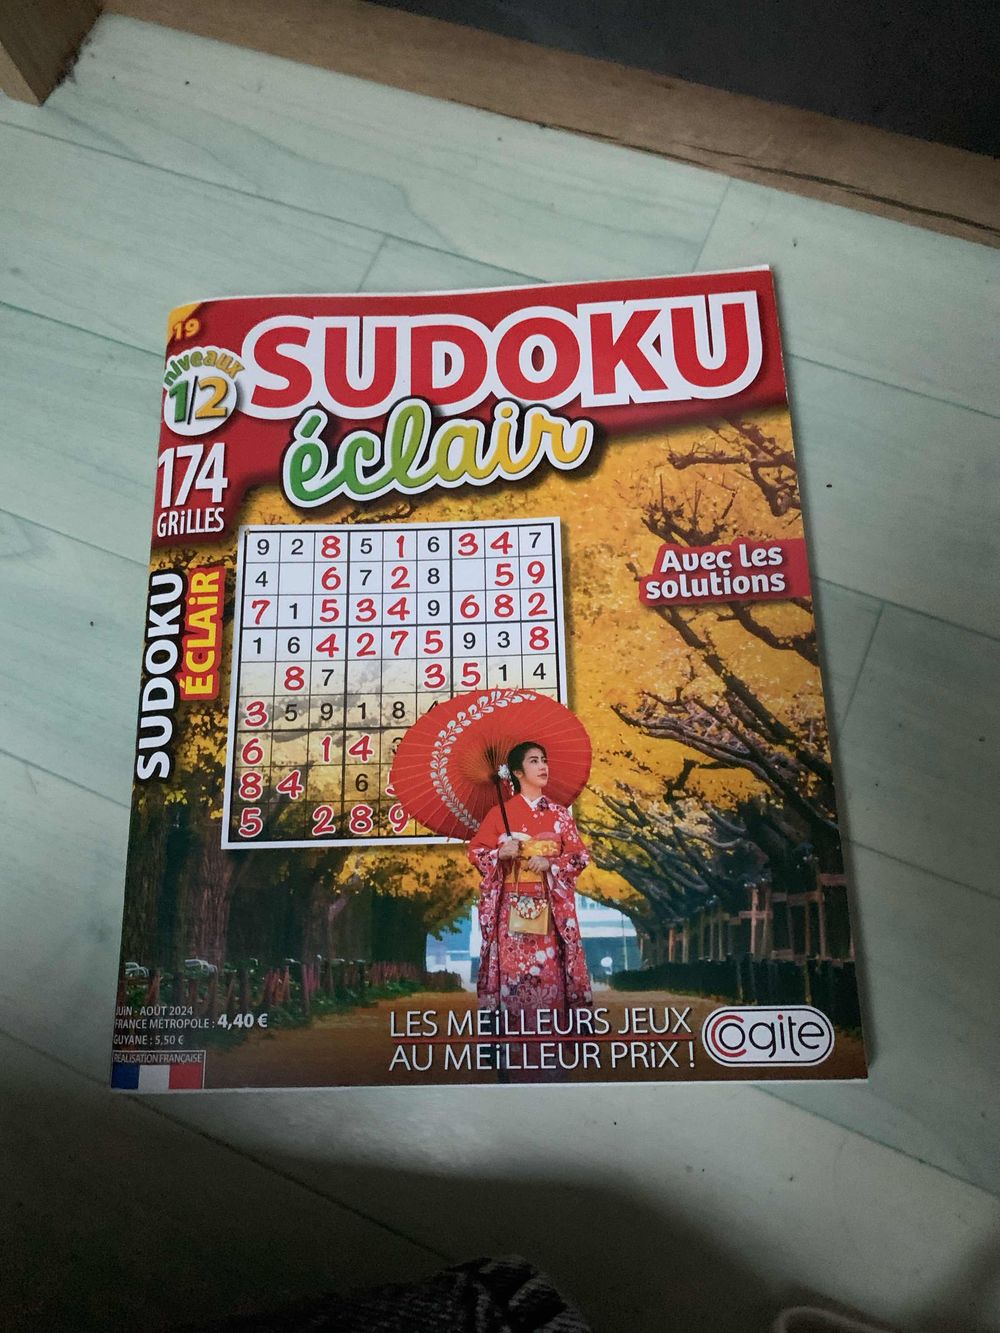 19
SUDOKU
niveaux
1/2
éclair
174
GRiLLES
SUDOKU
ÉCLAiR
Avec les
solutions
9 2 8 5 1 6 3 4 7
4 6 7 2 8 5 9
7 1 5 3 4 9 6 8 2
1 6 4 2 7 5 9 3 8
8 7 3 5 1 4
3 5 9 1 8
6 1 4
8 4 6
5 2 8 9
JUiN - AOÛT 2024
FRANCE MÉTROPOLE : 4,40 €
GUYANE : 5,50 €
RÉALISATION FRANÇAISE
LES MEiLLEURS JEUX
AU MEiLLEUR PRiX !
Cogite